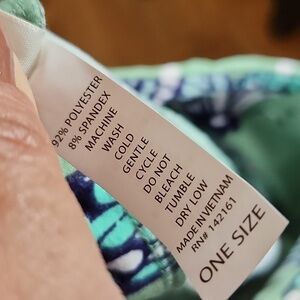 92% POLYESTER
8% SPANDEX
MACHINE
WASH
COLD
GENTLE
CYCLE
DO NOT
BLEACH
TUMBLE
DRY LOW
MADE IN VIETNAM
RN# 142161
ONE SIZE